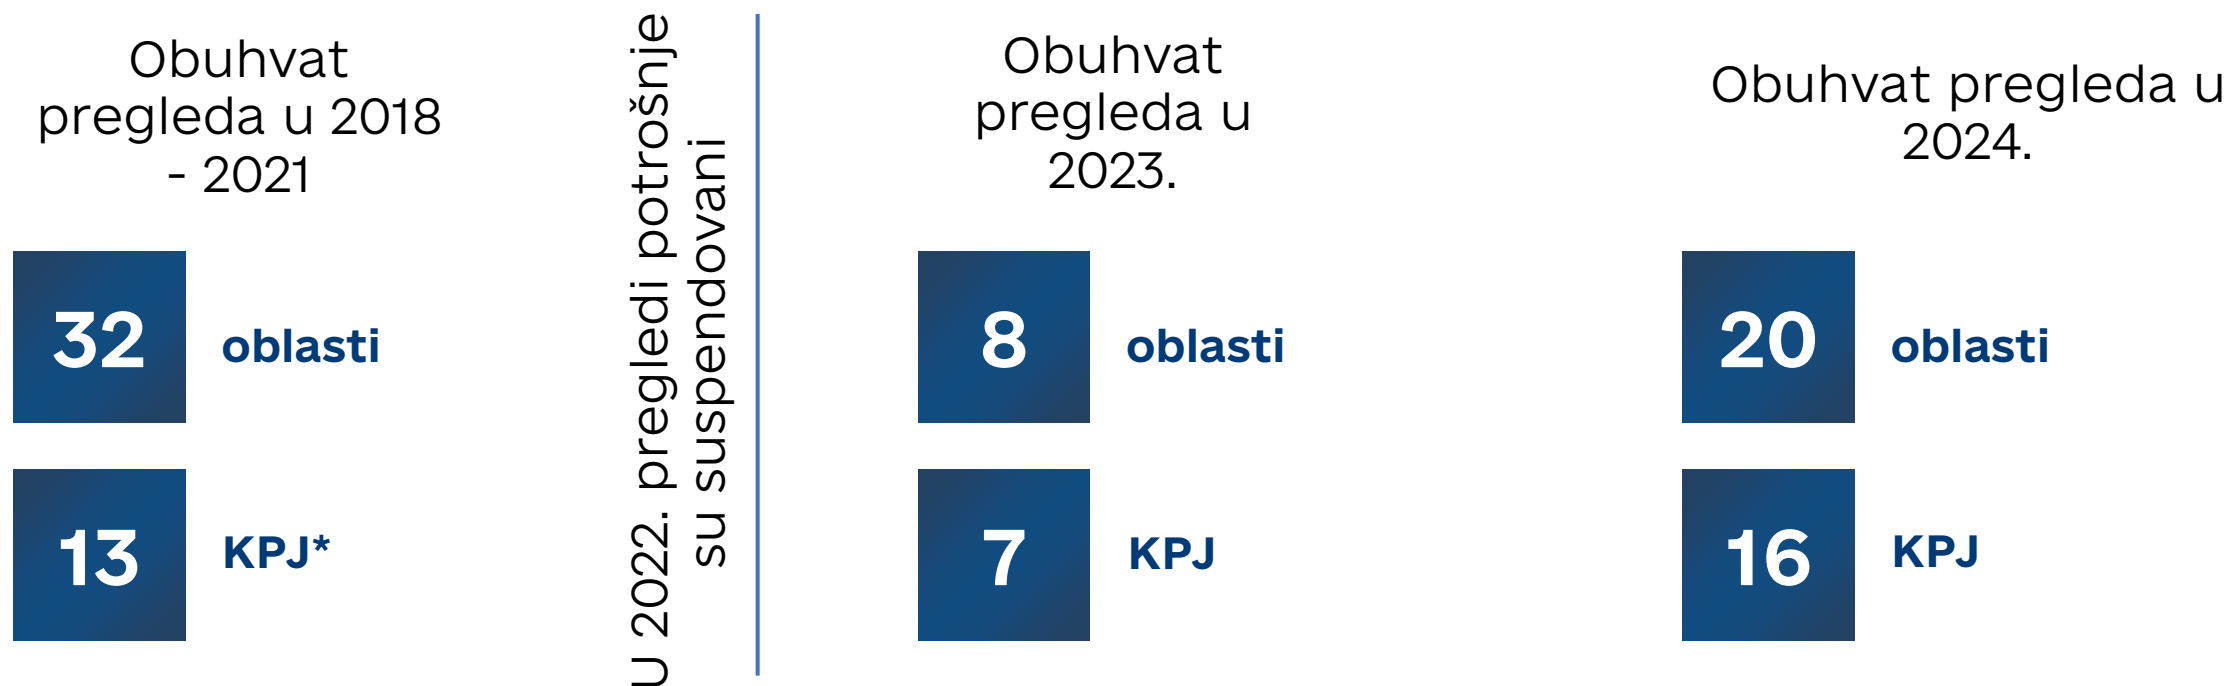 Obuhvat
pregleda u 2018
- 2021
32
oblasti
13
KPJ*
U 2022. pregledi potrošnje
su suspendovani
Obuhvat
pregleda u
2023.
8
oblasti
7
KPJ
Obuhvat pregleda u
2024.
20
oblasti
16
KPJ